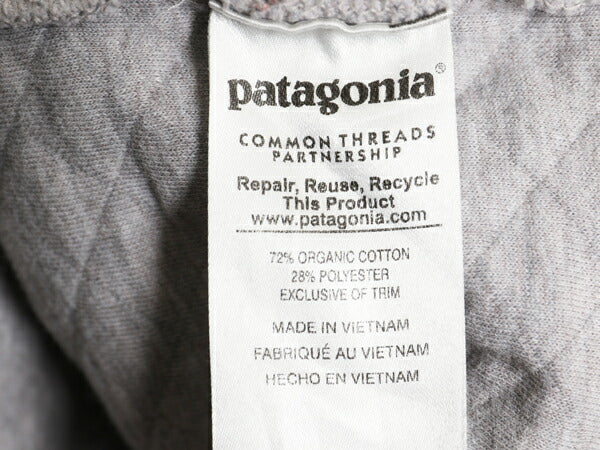 patagonia®
COMMON THREADS
PARTNERSHIP
Repair, Reuse, Recycle
This Product
www.patagonia.com
72% ORGANIC COTTON
28% POLYESTER
EXCLUSIVE OF TRIM
MADE IN VIETNAM
FABRIQUÉ AU VIETNAM
HECHO EN VIETNAM